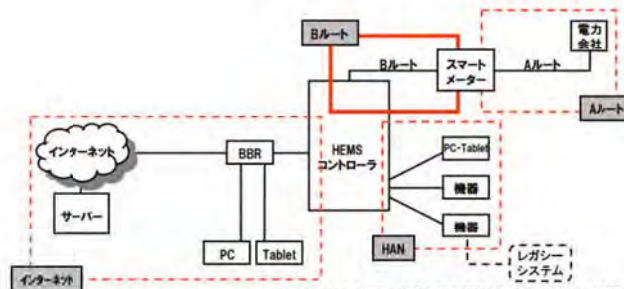 Bルート
電力
会社
Bルート
スマート
メーター
Aルート
Aルート
インターネット
BBR
HEMS
コントローラ
PC・Tablet
機器
サーバー
機器
PC
Tablet
HAN
レガシー
システム
インターネット